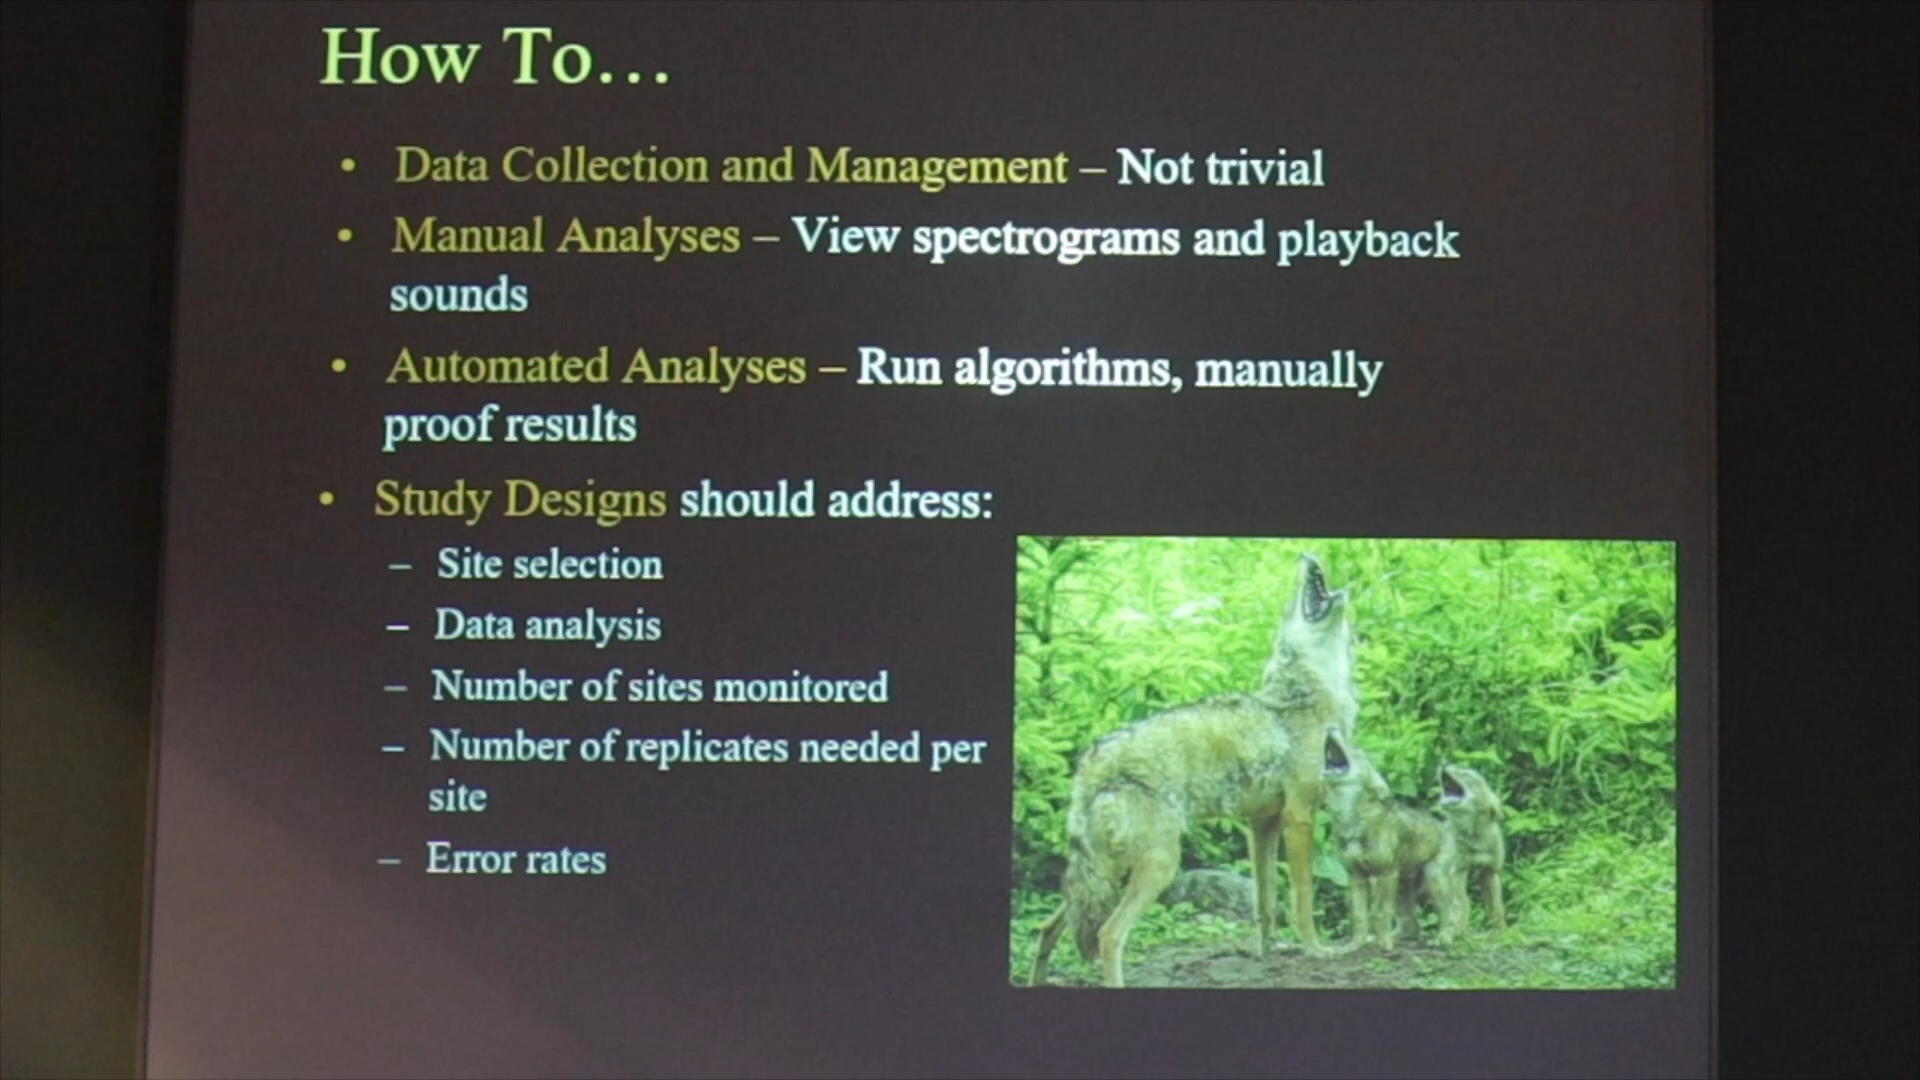 How To...
• Data Collection and Management – Not trivial
• Manual Analyses – View spectrograms and playback
sounds
• Automated Analyses – Run algorithms, manually
proof results
• Study Designs should address:
– Site selection
– Data analysis
– Number of sites monitored
– Number of replicates needed per
site
– Error rates